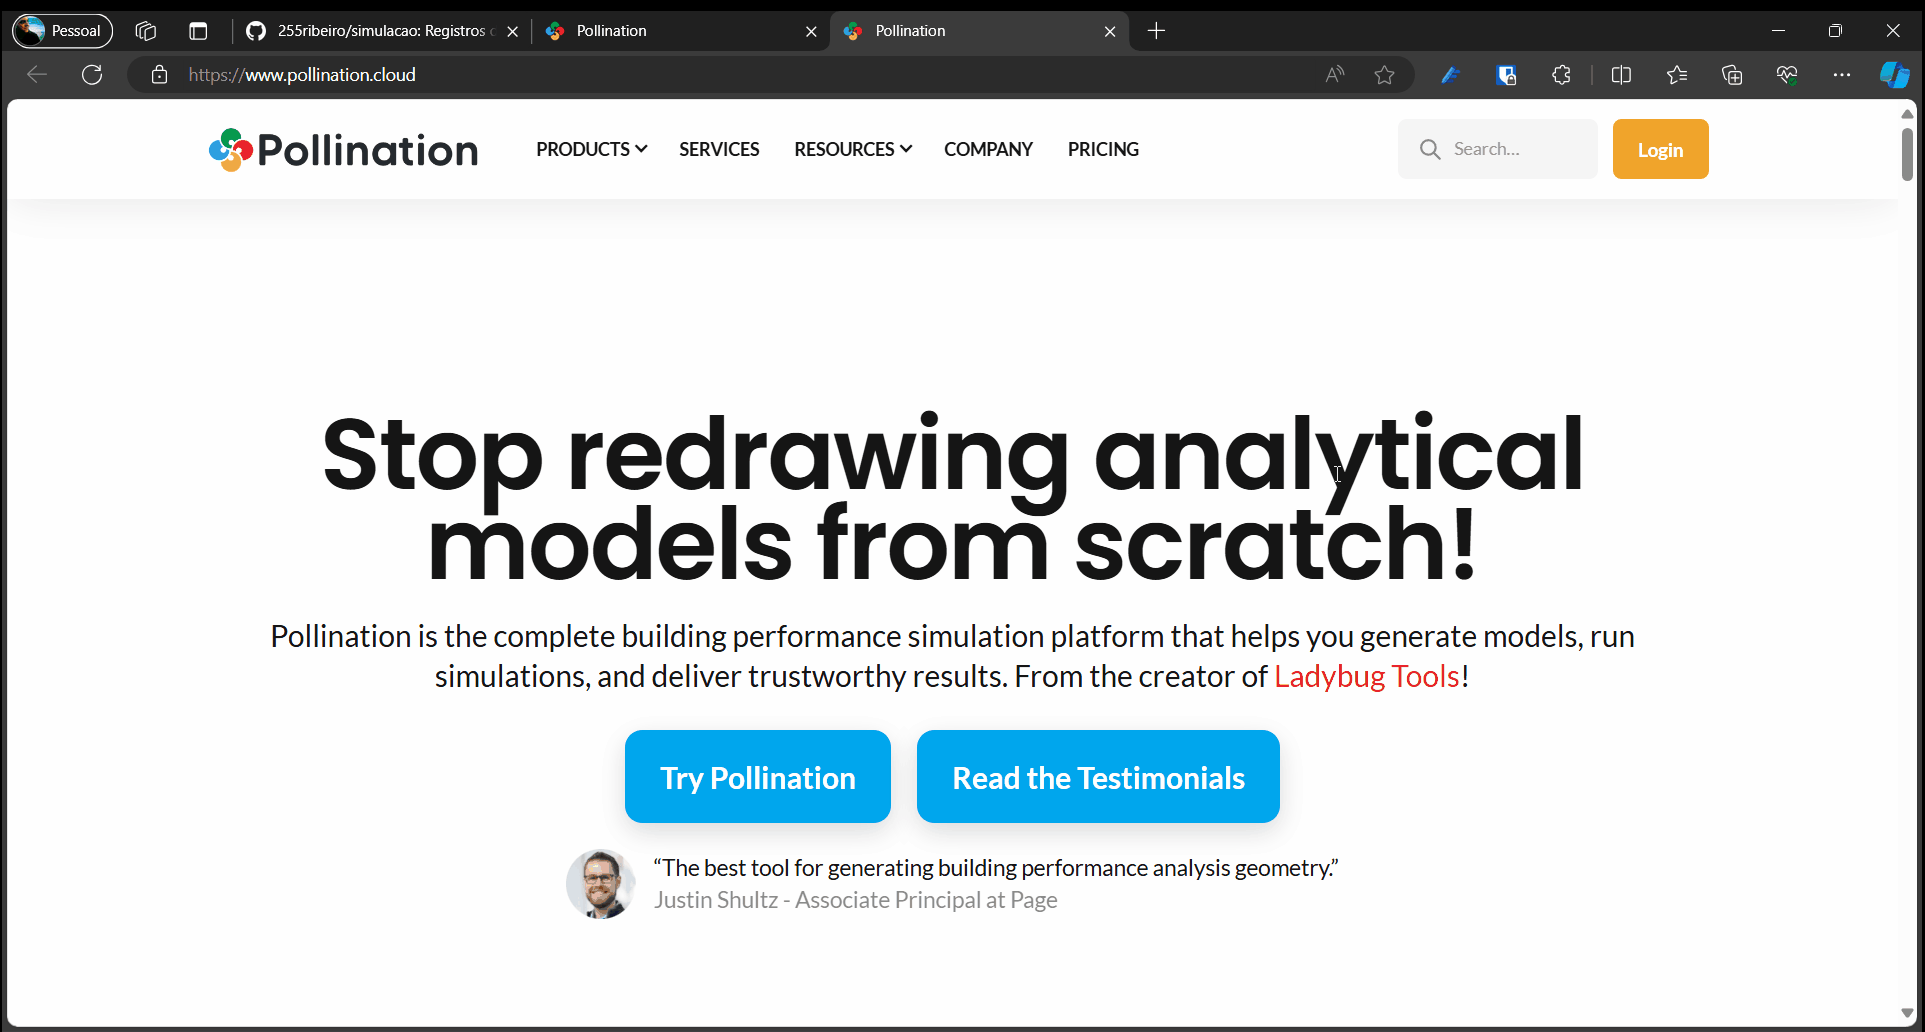 Pessoal
255ribeiro/simulacao: Registros
Pollination
Pollination
https://www.pollination.cloud
Pollination
PRODUCTS
SERVICES
RESOURCES
COMPANY
PRICING
Search...
Login
Stop redrawing analytical
models from scratch!
Pollination is the complete building performance simulation platform that helps you generate models, run
simulations, and deliver trustworthy results. From the creator of Ladybug Tools!
Try Pollination
Read the Testimonials
“The best tool for generating building performance analysis geometry.”
Justin Shultz - Associate Principal at Page